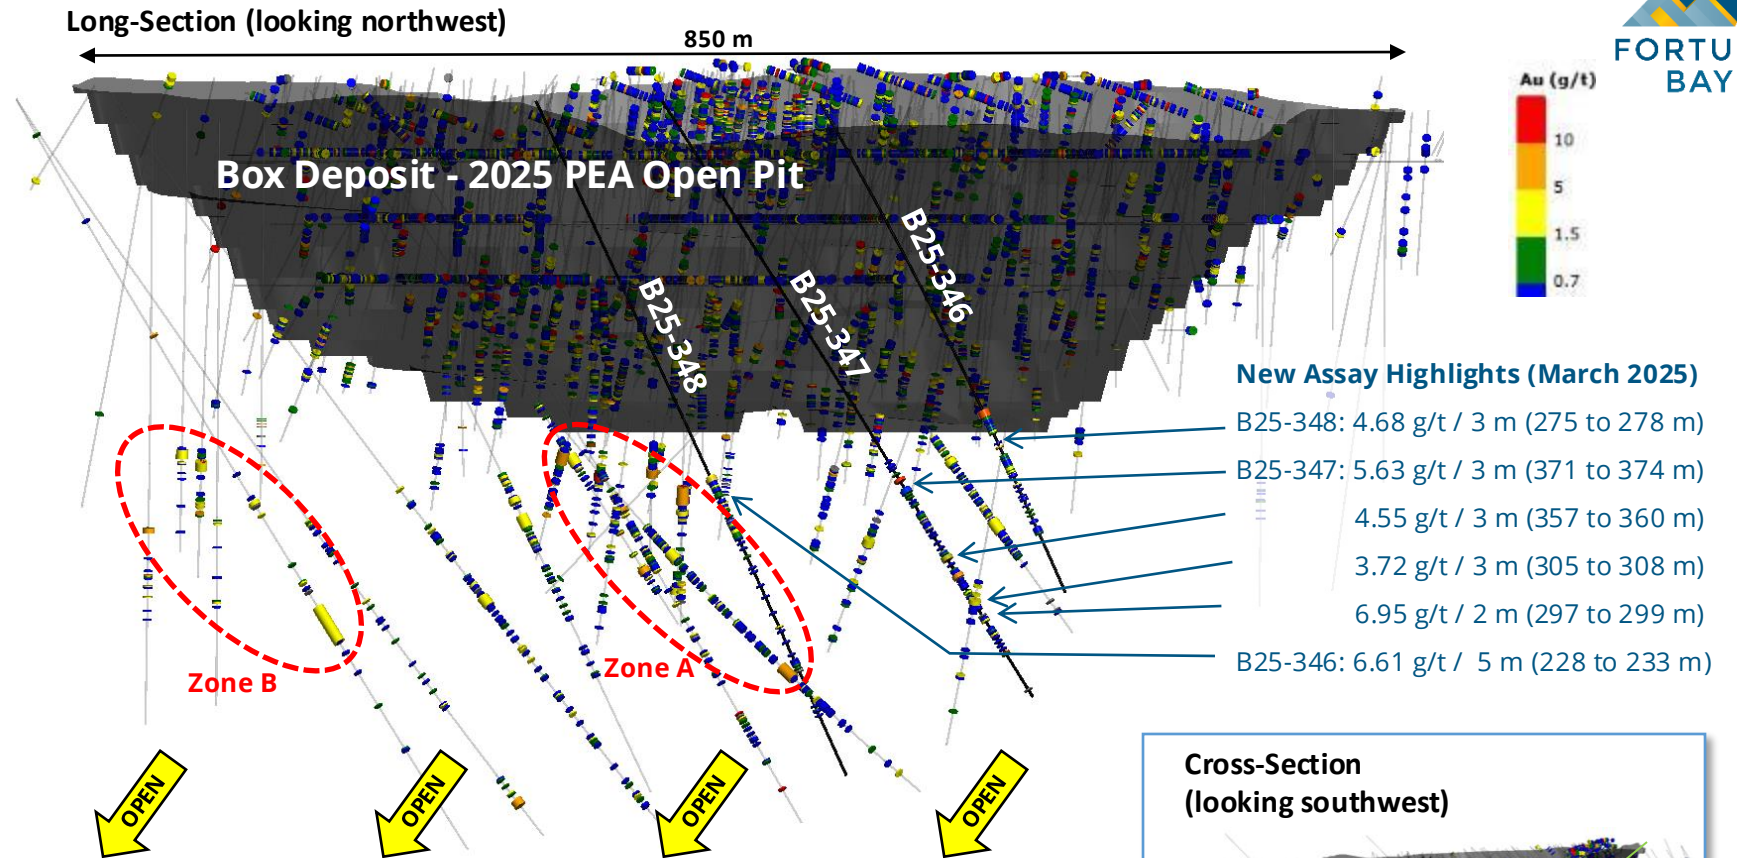 Long-Section (looking northwest)
850 m
FORTU
BAY
Au (g/t)
10
5
1.5
0.7
Box Deposit - 2025 PEA Open Pit
B25-346
B25-347
B25-348
New Assay Highlights (March 2025)
B25-348: 4.68 g/t / 3 m (275 to 278 m)
B25-347: 5.63 g/t / 3 m (371 to 374 m)
4.55 g/t / 3 m (357 to 360 m)
3.72 g/t / 3 m (305 to 308 m)
6.95 g/t / 2 m (297 to 299 m)
B25-346: 6.61 g/t / 5 m (228 to 233 m)
Zone A
Zone B
OPEN
OPEN
OPEN
OPEN
Cross-Section
(looking southwest)